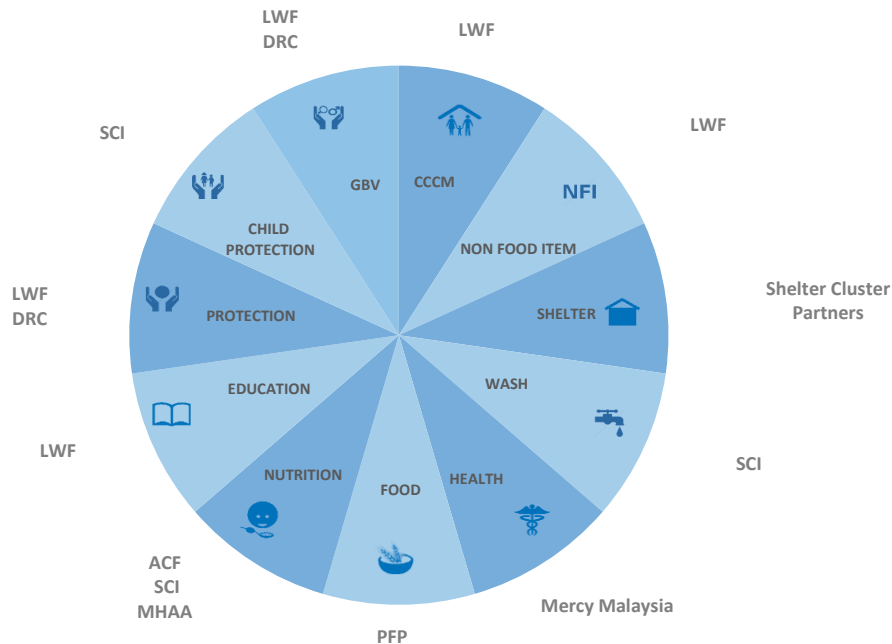 LWF
DRC
LWF
SCI
LWF
GBV
CCCM
NFI
CHILD
PROTECTION
NON FOOD ITEM
LWF
DRC
PROTECTION
SHELTER
Shelter Cluster
Partners
EDUCATION
WASH
LWF
NUTRITION
FOOD
HEALTH
SCI
ACF
SCI
MHAA
PFP
Mercy Malaysia